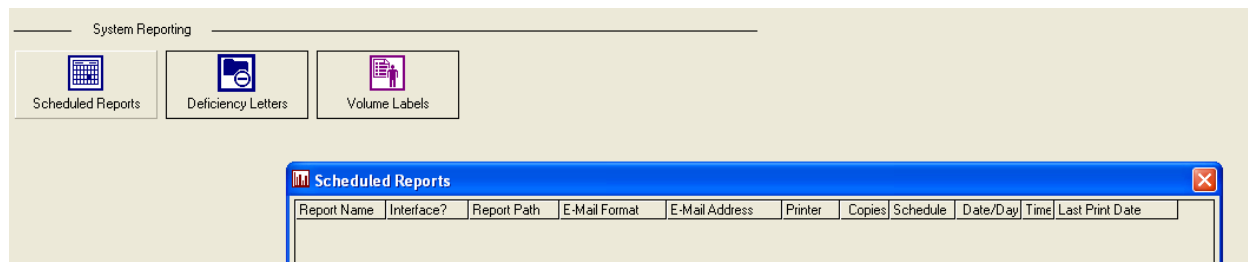 System Reporting
Scheduled Reports Deficiency Letters Volume Labels
Scheduled Reports
Report Name Interface? Report Path E-Mail Format E-Mail Address Printer Copies Schedule Date/Day Time Last Print Date